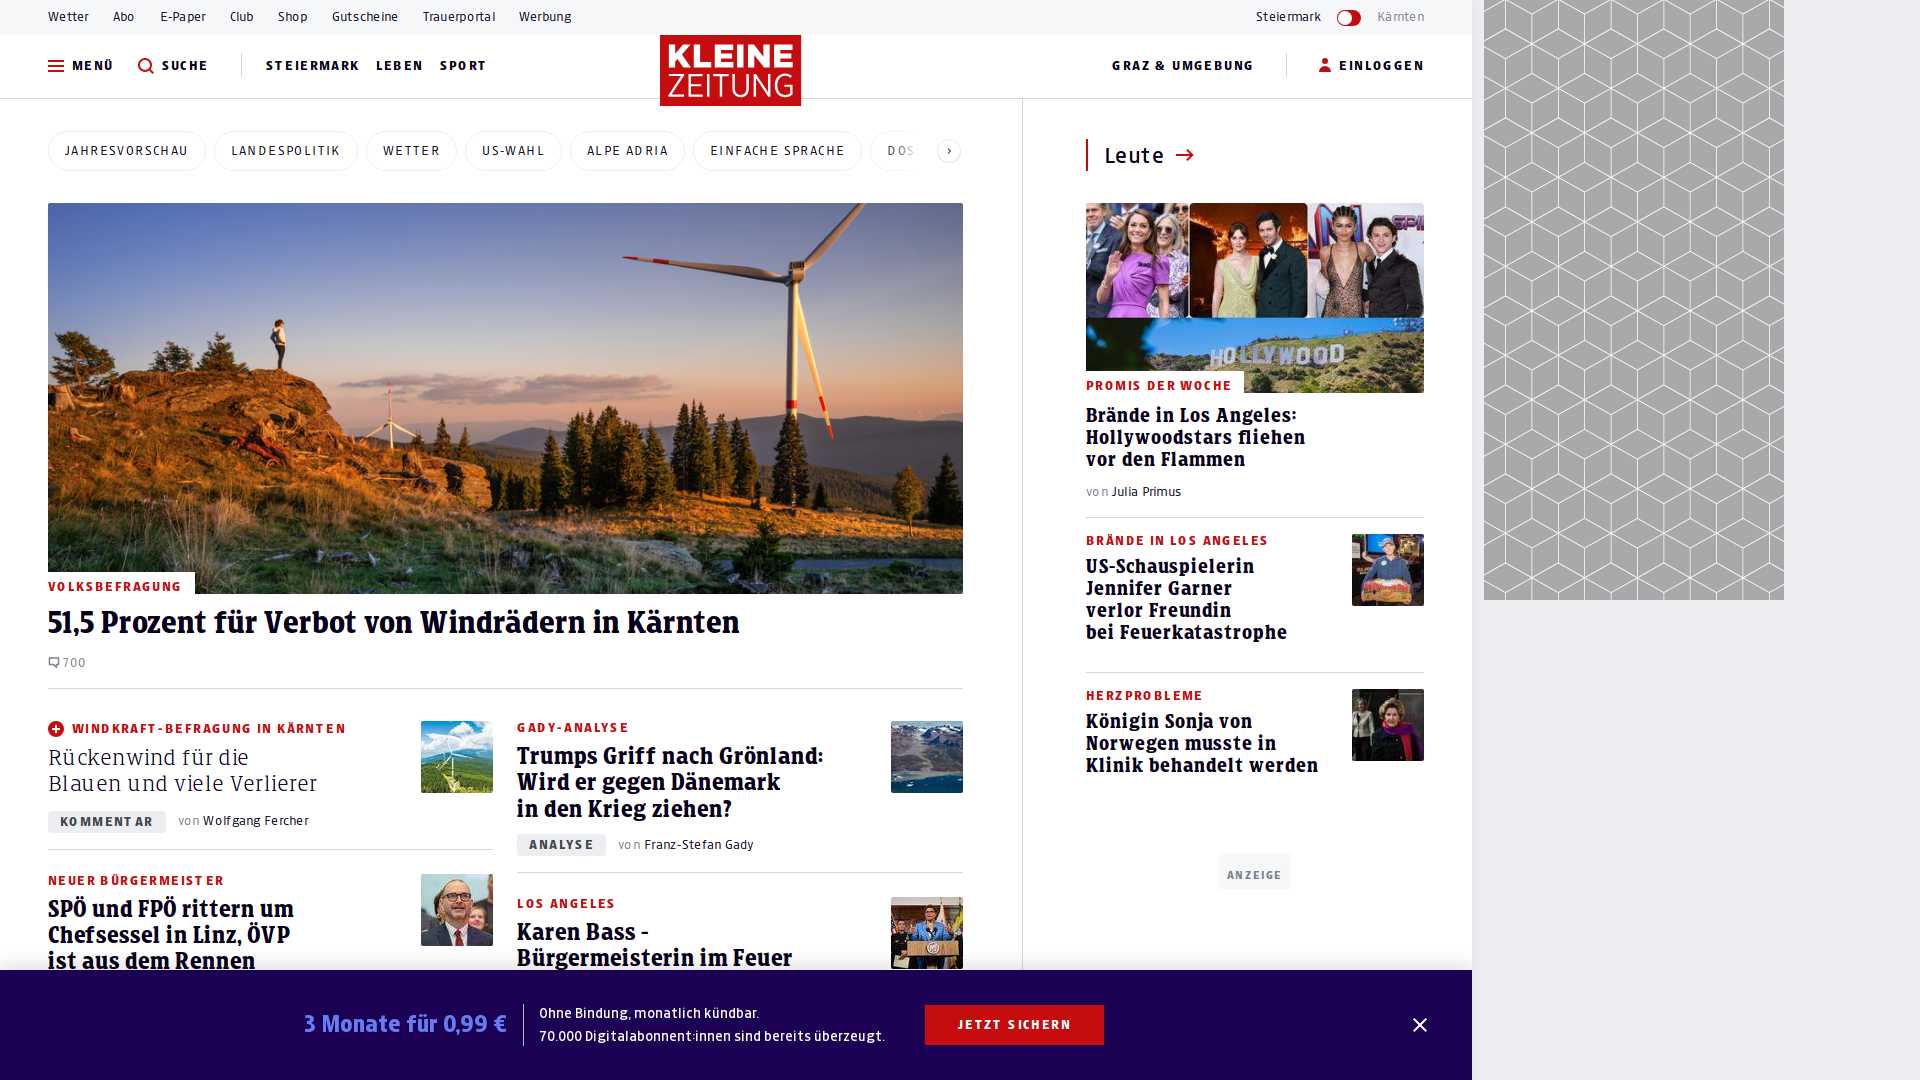 Wetter Abo E-Paper Club Shop Gutscheine Trauerportal Werbung Steiermark Kärnten
MENÜ SUCHE STEIERMARK LEBEN SPORT KLEINE ZEITUNG GRAZ & UMGEBUNG EINLOGGEN
JAHRESVORSCHAU LANDESPOLITIK WETTER US-WAHL ALPE ADRIA EINFACHE SPRACHE DOS
VOLKSBEFRAGUNG
51,5 Prozent für Verbot von Windrädern in Kärnten
700
WINDKRAFT-BEFRAGUNG IN KÄRNTEN
Rückenwind für die
Blauen und viele Verlierer
KOMMENTAR von Wolfgang Fercher
NEUER BÜRGERMEISTER
SPÖ und FPÖ rittern um
Chefsessel in Linz, ÖVP
ist aus dem Rennen
GADY-ANALYSE
Trumps Griff nach Grönland:
Wird er gegen Dänemark
in den Krieg ziehen?
ANALYSE von Franz-Stefan Gady
LOS ANGELES
Karen Bass -
Bürgermeisterin im Feuer
Leute
SPI
HOLLYWOOD
PROMIS DER WOCHE
Brände in Los Angeles:
Hollywoodstars fliehen
vor den Flammen
von Julia Primus
BRÄNDE IN LOS ANGELES
US-Schauspielerin
Jennifer Garner
verlor Freundin
bei Feuerkatastrophe
HERZPROBLEME
Königin Sonja von
Norwegen musste in
Klinik behandelt werden
ANZEIGE
3 Monate für 0,99 €
Ohne Bindung, monatlich kündbar.
70.000 Digitalabonnent:innen sind bereits überzeugt.
JETZT SICHERN